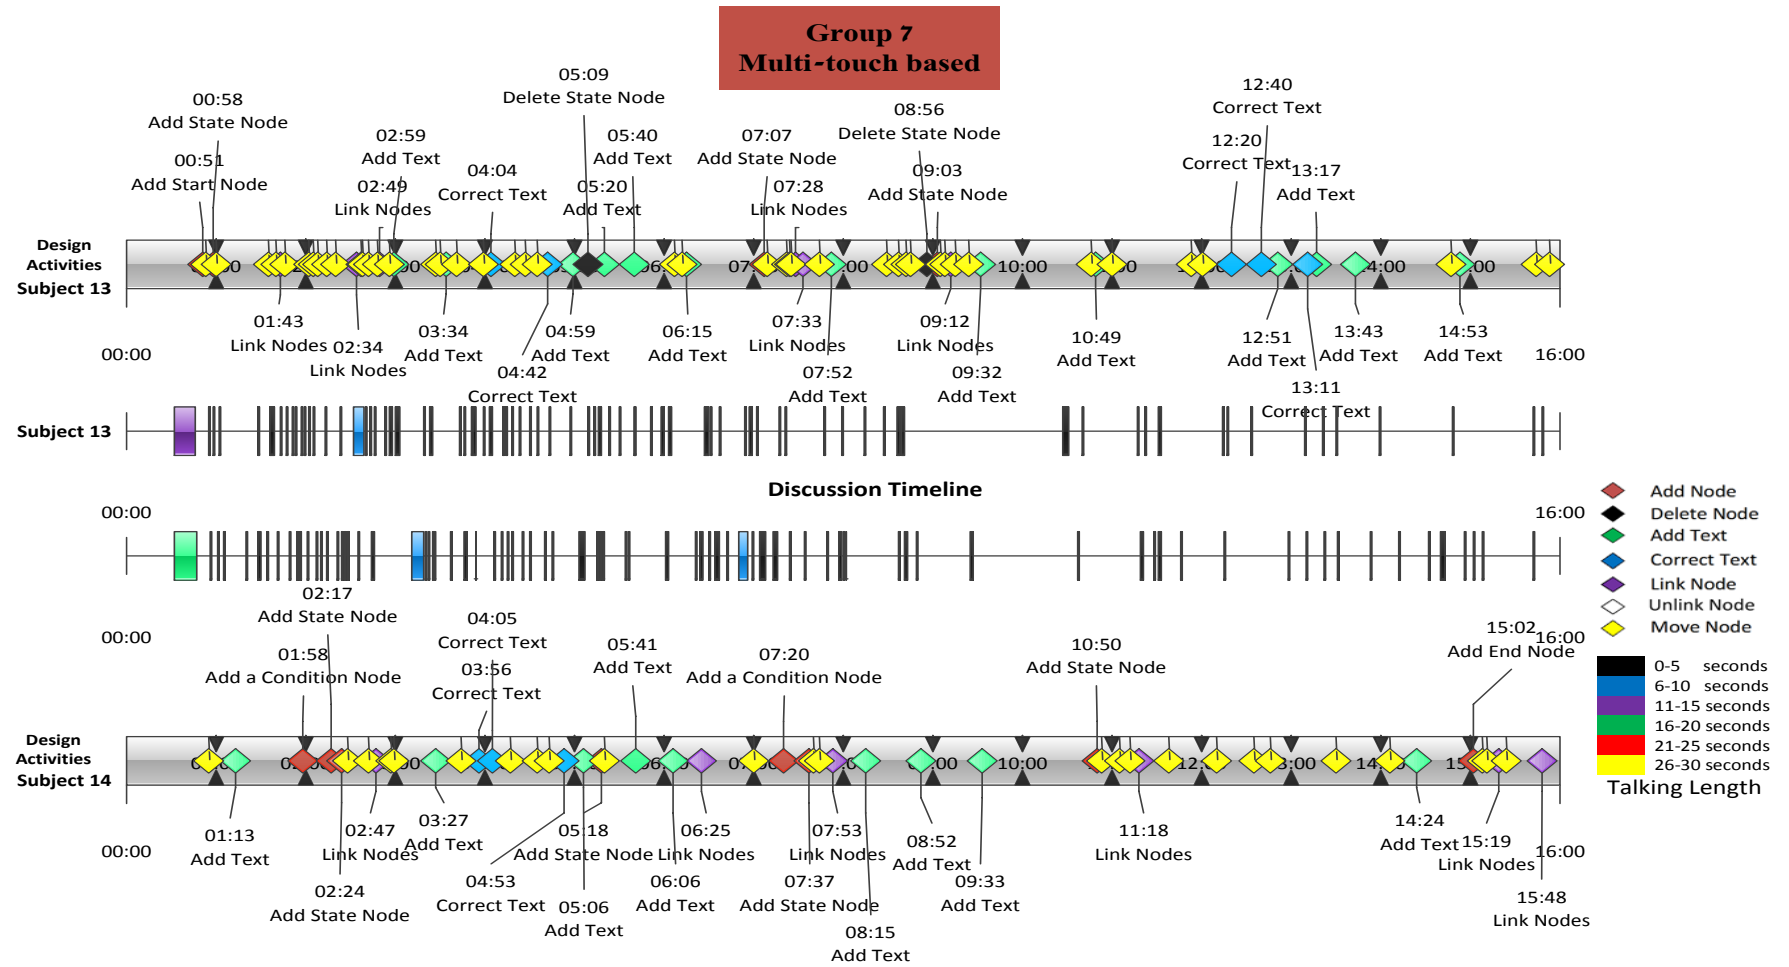 Group 7
Multi-touch based
05:09
Delete State Node
12:40
Correct Text
00:58
Add State Node
08:56
Delete State Node
02:59
Add Text
05:40
Add Text
07:07
Add State Node
12:20
Correct Text
00:51
Add Start Node
04:04
Correct Text
09:03
Add State Node
13:17
Add Text
02:49
Link Nodes
05:20
Add Text
07:28
Link Nodes
Design
Activities
Subject 13
10:00
01:43
Link Nodes
02:34
Link Nodes
03:34
Add Text
04:59
Add Text
06:15
Add Text
07:33
Link Nodes
09:12
Link Nodes
10:49
Add Text
12:51
Add Text
13:43
Add Text
14:53
Add Text
00:00
16:00
04:42
Correct Text
07:52
Add Text
09:32
Add Text
13:11
Correct Text
Subject 13
Discussion Timeline
00:00
16:00
Add Node
Delete Node
Add Text
Correct Text
Link Node
Unlink Node
Move Node
0-5 seconds
6-10 seconds
11-15 seconds
16-20 seconds
21-25 seconds
26-30 seconds
Talking Length
00:00
16:00
02:17
Add State Node
04:05
Correct Text
15:02
Add End Node
01:58
Add a Condition Node
03:56
Correct Text
05:41
Add Text
07:20
Add a Condition Node
10:50
Add State Node
Design
Activities
Subject 14
10:00
01:13
Add Text
02:47
Link Nodes
03:27
Add Text
05:18
Add State Node
06:25
Link Nodes
07:53
Link Nodes
08:52
Add Text
11:18
Link Nodes
14:24
Add Text
15:19
Link Nodes
00:00
16:00
02:24
Add State Node
04:53
Correct Text
05:06
Add Text
06:06
Add Text
07:37
Add State Node
08:15
Add Text
09:33
Add Text
15:48
Link Nodes